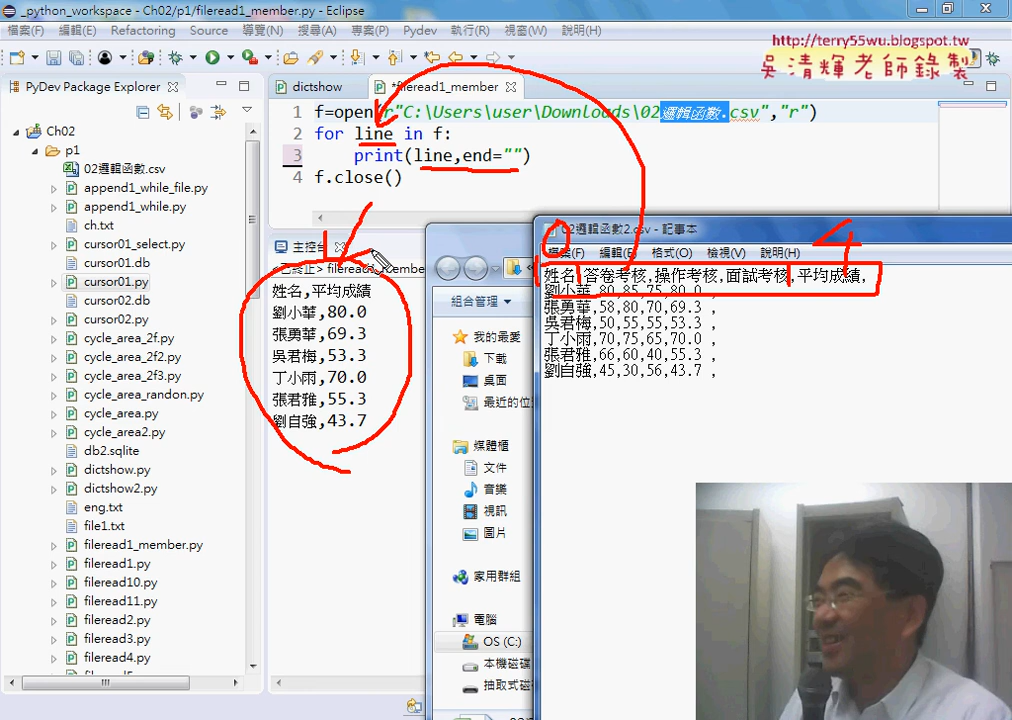 _python_workspace - Ch02/p1/fileread1_member.py - Eclipse
檔案(F) 編輯(E) Refactoring Source 導覽(N) 搜尋(A) 專案(P) Pydev 執行(R) 視窗(W) 說明(H)
http://terry55wu.blogspot.tw
吳清輝老師錄製
PyDev Package Explorer
dictshow
*fileread1_member
1 f=open(r"C:\Users\user\Downloads\02邏輯函數.csv","r")
2 for line in f:
3 print(line,end="")
4 f.close()
Ch02
p1
02邏輯函數.csv
append1_while_file.py
append1_while.py
ch.txt
cursor01_select.py
cursor01.db
cursor01.py
cursor02.db
cursor02.py
cycle_area_2f.py
cycle_area_2f2.py
cycle_area_2f3.py
cycle_area_randon.py
cycle_area.py
cycle_area2.py
db2.sqlite
dictshow.py
dictshow2.py
eng.txt
file1.txt
fileread1_member.py
fileread1.py
fileread10.py
fileread11.py
fileread2.py
fileread3.py
fileread4.py
主控台
<已終止> fileread
姓名,平均成績
劉小華,80.0
張勇華,69.3
吳君梅,53.3
丁小雨,70.0
張君雅,55.3
劉自強,43.7
組合管理
我的最愛
下載
桌面
最近的位
媒體櫃
文件
音樂
視訊
圖片
家用群組
電腦
OS (C:)
本機磁碟
抽取式磁
02邏輯函數2.csv - 記事本
檔案(F) 編輯(E) 格式(O) 檢視(V) 說明(H)
0 4
姓名,答卷考核,操作考核,面試考核,平均成績,
劉小華,80,85,75,80.0 ,
張勇華,58,80,70,69.3 ,
吳君梅,50,55,55,53.3 ,
丁小雨,70,75,65,70.0 ,
張君雅,66,60,40,55.3 ,
劉自強,45,30,56,43.7 ,